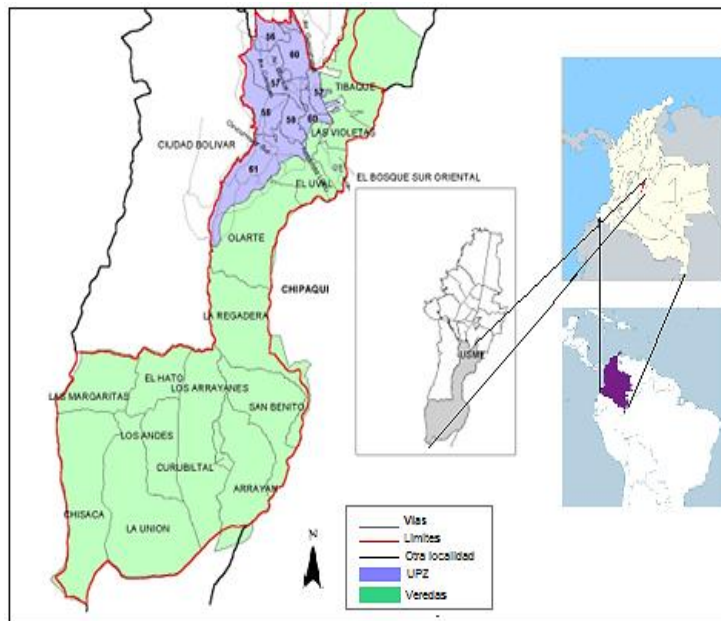 56
60
57
TIBAQUE
52
58
59
60
LAS VIOLETAS
CIUDAD BOLIVAR
61
EL UVAL
EL BOSQUE SUR ORIENTAL
OLARTE
CHIPAQUI
LA REGADERA
USME
EL HATO
LOS ARRAYANES
LAS MARGARITAS
SAN BENITO
LOS ANDES
CURUBITAL
ARRAYAN
CHISACA
LA UNION
N
Vias
Limites
Otra localidad
UPZ
Veredas